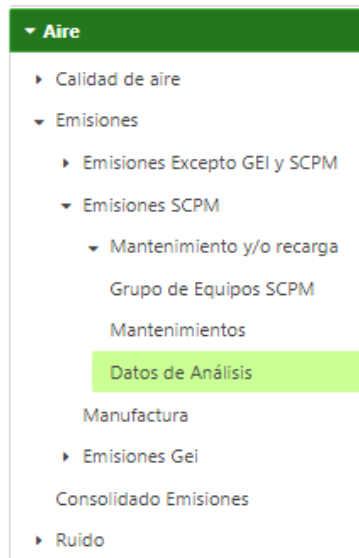 Aire
Calidad de aire
Emisiones
Emisiones Excepto GEI y SCPM
Emisiones SCPM
Mantenimiento y/o recarga
Grupo de Equipos SCPM
Mantenimientos
Datos de Análisis
Manufactura
Emisiones Gei
Consolidado Emisiones
Ruido